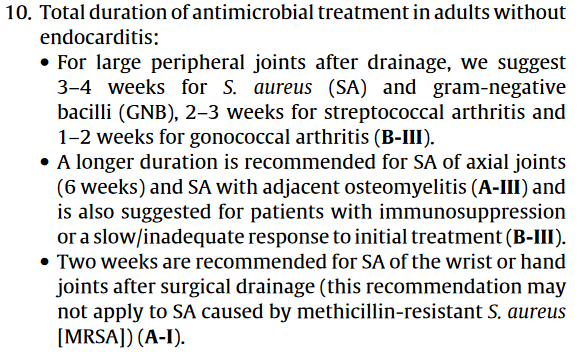 10. Total duration of antimicrobial treatment in adults without
endocarditis:
• For large peripheral joints after drainage, we suggest
3–4 weeks for S. aureus (SA) and gram-negative
bacilli (GNB), 2–3 weeks for streptococcal arthritis and
1–2 weeks for gonococcal arthritis (B-III).
• A longer duration is recommended for SA of axial joints
(6 weeks) and SA with adjacent osteomyelitis (A-III) and
is also suggested for patients with immunosuppression
or a slow/inadequate response to initial treatment (B-III).
• Two weeks are recommended for SA of the wrist or hand
joints after surgical drainage (this recommendation may
not apply to SA caused by methicillin-resistant S. aureus
[MRSA]) (A-I).